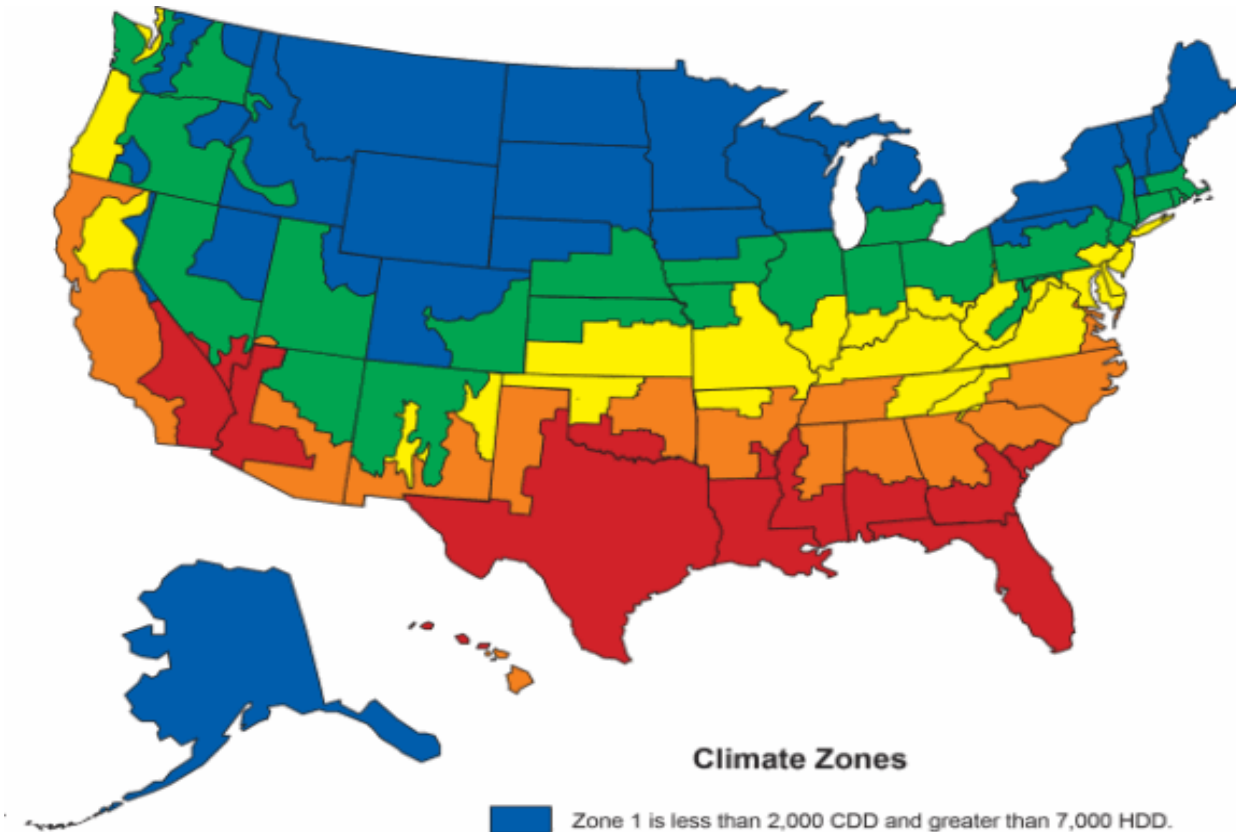 Climate Zones
Zone 1 is less than 2,000 CDD and greater than 7,000 HDD.